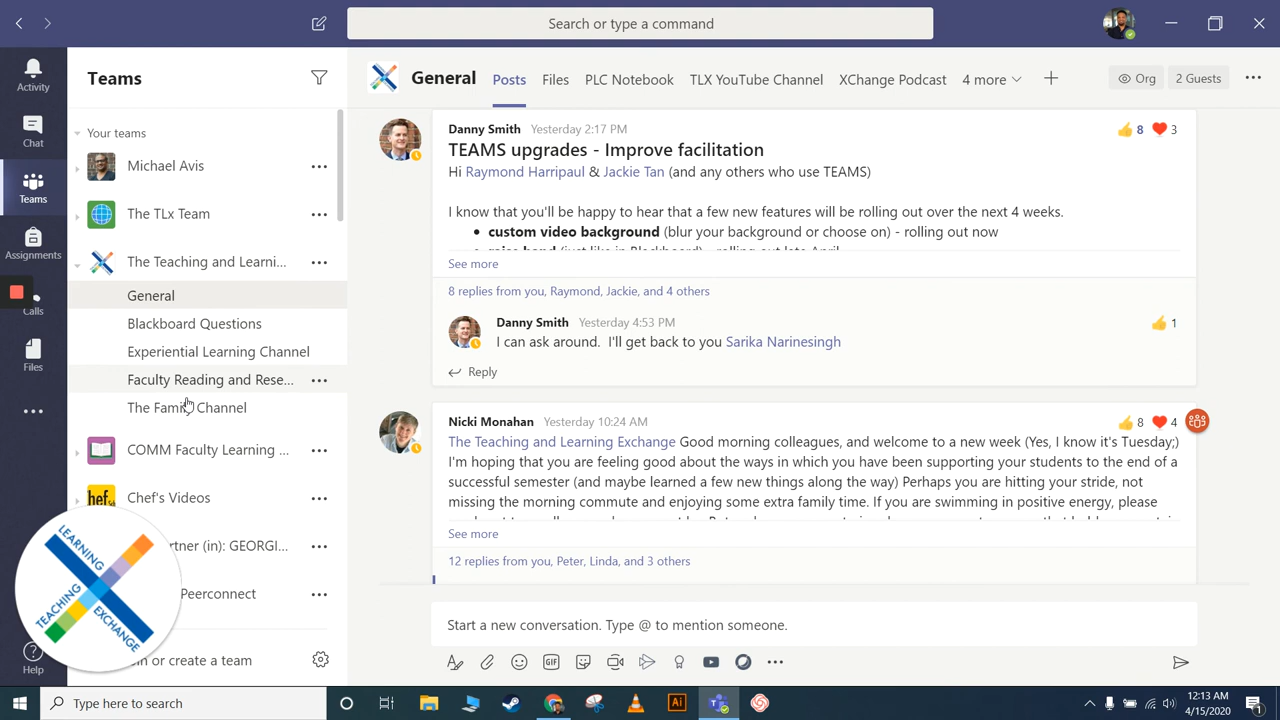 Search or type a command
Activity
Chat
Teams
Assignments
Calls
Files
Help
Teams
Your teams
Michael Avis
The TLx Team
The Teaching and Learni...
General
Blackboard Questions
Experiential Learning Channel
Faculty Reading and Rese...
The Family Channel
COMM Faculty Learning ...
hef
Chef's Videos
rtner (in): GEORGI...
Peerconnect
in or create a team
LEARNING
TEACHING
EXCHANGE
General
Posts
Files
PLC Notebook
TLX YouTube Channel
XChange Podcast
4 more
Org
2 Guests
Danny Smith Yesterday 2:17 PM
8 3
TEAMS upgrades - Improve facilitation
Hi Raymond Harripaul & Jackie Tan (and any others who use TEAMS)
I know that you'll be happy to hear that a few new features will be rolling out over the next 4 weeks.
• custom video background (blur your background or choose on) - rolling out now
See more
8 replies from you, Raymond, Jackie, and 4 others
Danny Smith Yesterday 4:53 PM
1
I can ask around. I'll get back to you Sarika Narinesingh
Reply
Nicki Monahan Yesterday 10:24 AM
8 4
The Teaching and Learning Exchange Good morning colleagues, and welcome to a new week (Yes, I know it's Tuesday;)
I'm hoping that you are feeling good about the ways in which you have been supporting your students to the end of a
successful semester (and maybe learned a few new things along the way) Perhaps you are hitting your stride, not
missing the morning commute and enjoying some extra family time. If you are swimming in positive energy, please
See more
12 replies from you, Peter, Linda, and 3 others
Start a new conversation. Type @ to mention someone.
GIF
Type here to search
Ai
12:13 AM
4/15/2020
1